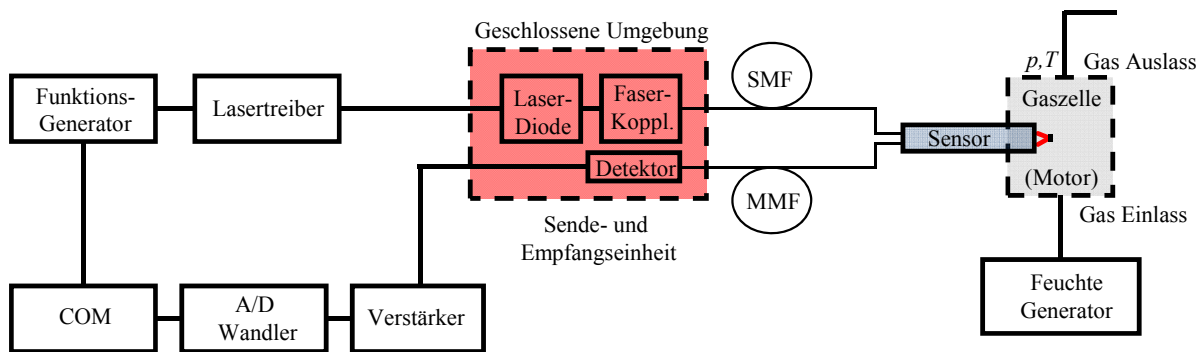 Geschlossene Umgebung
Funktions-
Generator
Lasertreiber
Laser-
Diode
Faser-
Koppl.
Detektor
Sende- und
Empfangseinheit
SMF
MMF
Sensor
p,T
Gas Auslass
Gaszelle
(Motor)
Gas Einlass
Feuchte
Generator
COM
A/D
Wandler
Verstärker